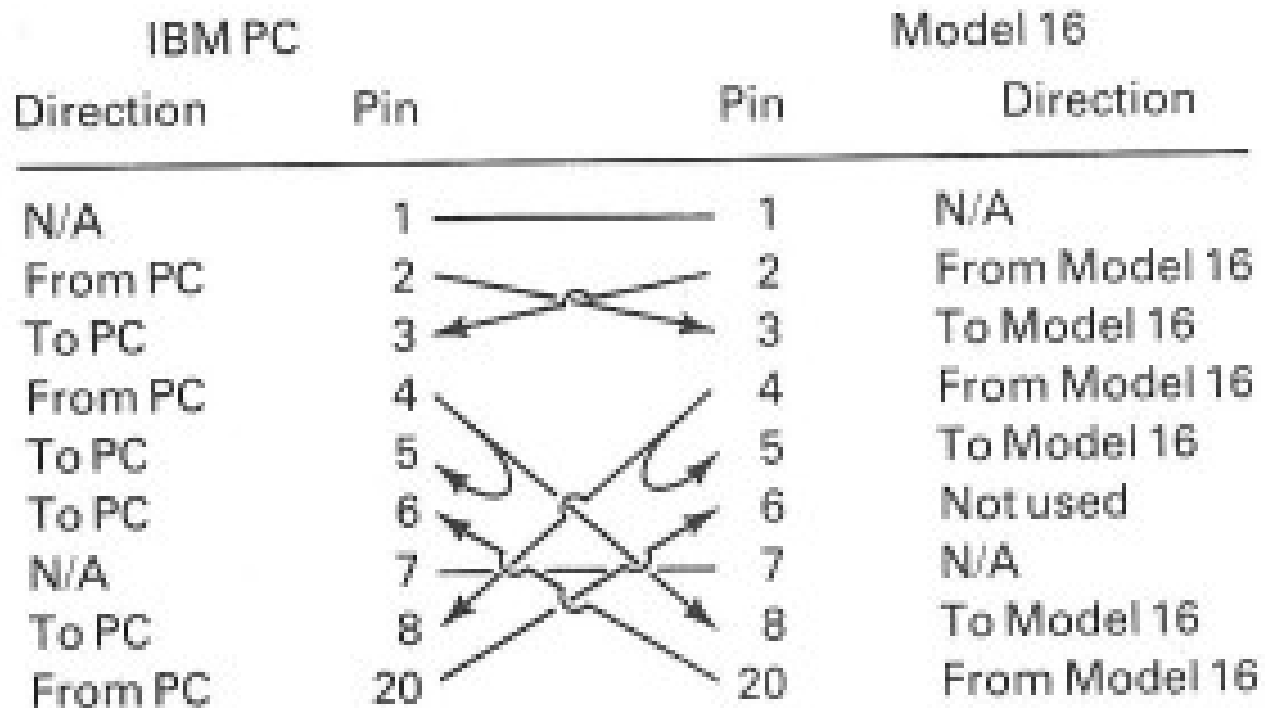 IBM PC Model 16
Direction Pin Pin Direction
N/A 1 1 N/A
From PC 2 2 From Model 16
To PC 3 3 To Model 16
From PC 4 4 From Model 16
To PC 5 5 To Model 16
To PC 6 6 Not used
N/A 7 7 N/A
To PC 8 8 To Model 16
From PC 20 20 From Model 16